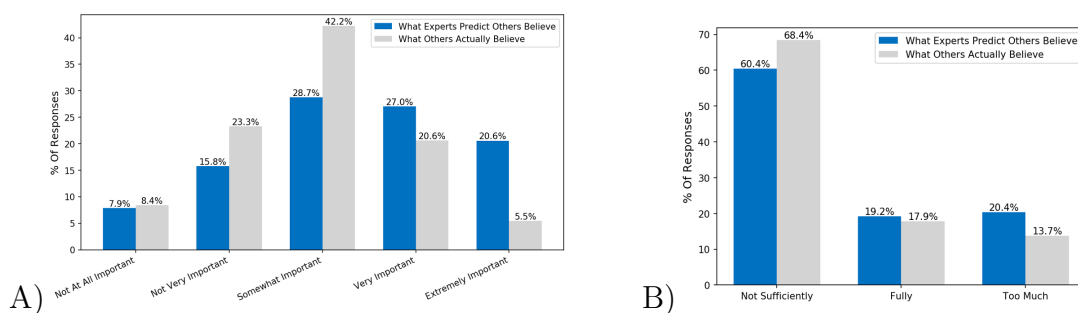 A)
% Of Responses
40
35
30
25
20
15
10
5
0
What Experts Predict Others Believe
What Others Actually Believe
7.9%
8.4%
15.8%
23.3%
28.7%
42.2%
27.0%
20.6%
20.6%
5.5%
Not At All Important
Not Very Important
Somewhat Important
Very Important
Extremely Important
B)
% Of Responses
70
60
50
40
30
20
10
0
What Experts Predict Others Believe
What Others Actually Believe
60.4%
68.4%
19.2%
17.9%
20.4%
13.7%
Not Sufficiently
Fully
Too Much